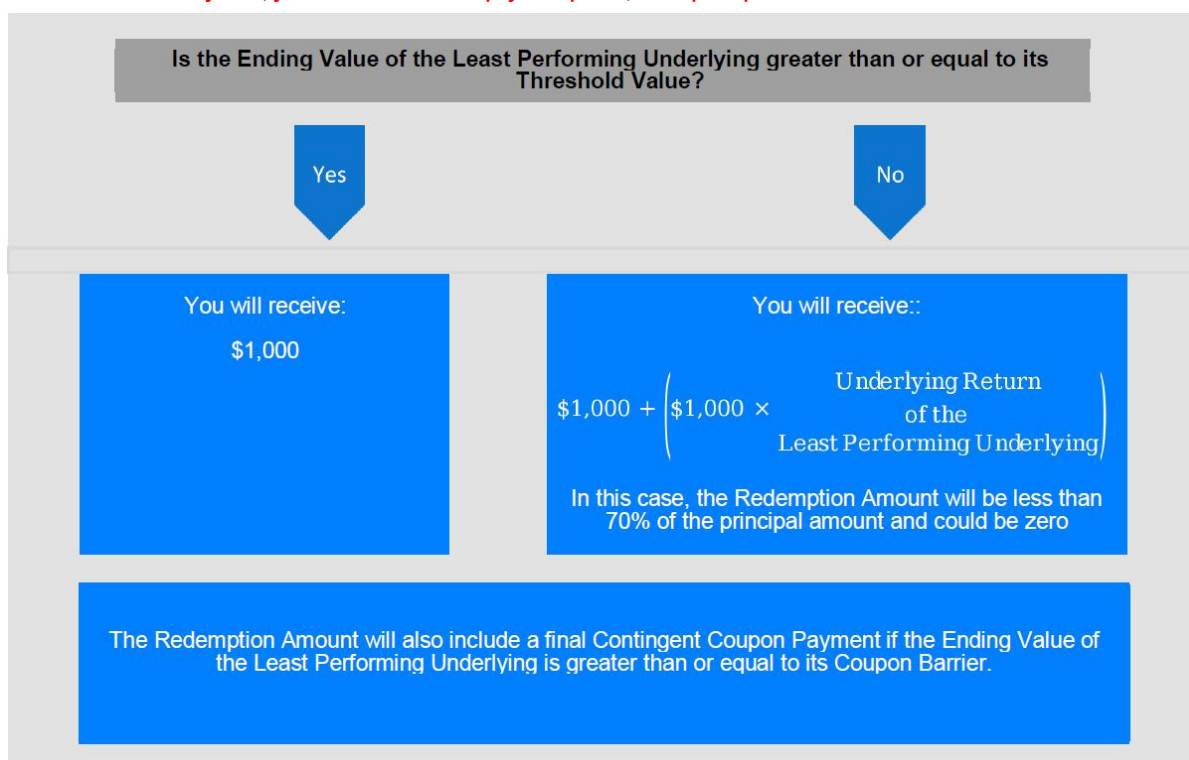 Is the Ending Value of the Least Performing Underlying greater than or equal to its
Threshold Value?
Yes
No
You will receive:
$1,000
You will receive::
$1,000 + ($1,000 × Underlying Return
of the
Least Performing Underlying)
In this case, the Redemption Amount will be less than
70% of the principal amount and could be zero
The Redemption Amount will also include a final Contingent Coupon Payment if the Ending Value of
the Least Performing Underlying is greater than or equal to its Coupon Barrier.